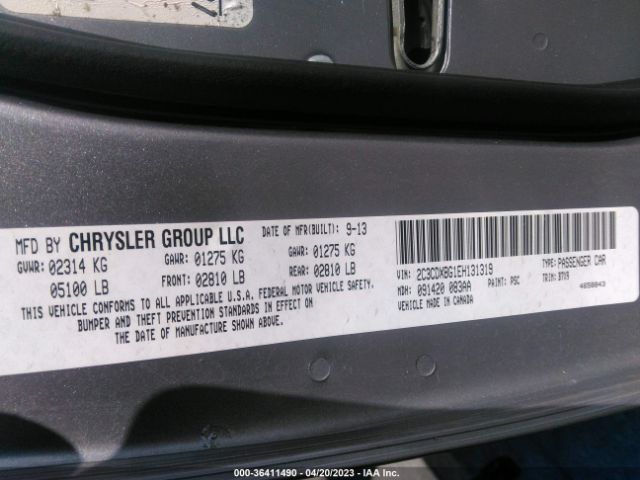 MFD BY CHRYSLER GROUP LLC DATE OF MFR(BUILT): 9-13
GVWR: 02314 KG GAWR: 01275 KG GAWR: 01275 KG
05100 LB FRONT: 02810 LB REAR: 02810 LB
THIS VEHICLE CONFORMS TO ALL APPLICABLE U.S.A. FEDERAL MOTOR VEHICLE SAFETY,
BUMPER AND THEFT PREVENTION STANDARDS IN EFFECT ON
THE DATE OF MANUFACTURE SHOWN ABOVE.
VIN: 2C3CDXBG1EH131319 TYPE: PASSENGER CAR
MDH: 091420 083AA PAINT: PSC TRIM: B7X9
VEHICLE MADE IN CANADA 4658843
000-36411490 - 04/20/2023 - IAA Inc.